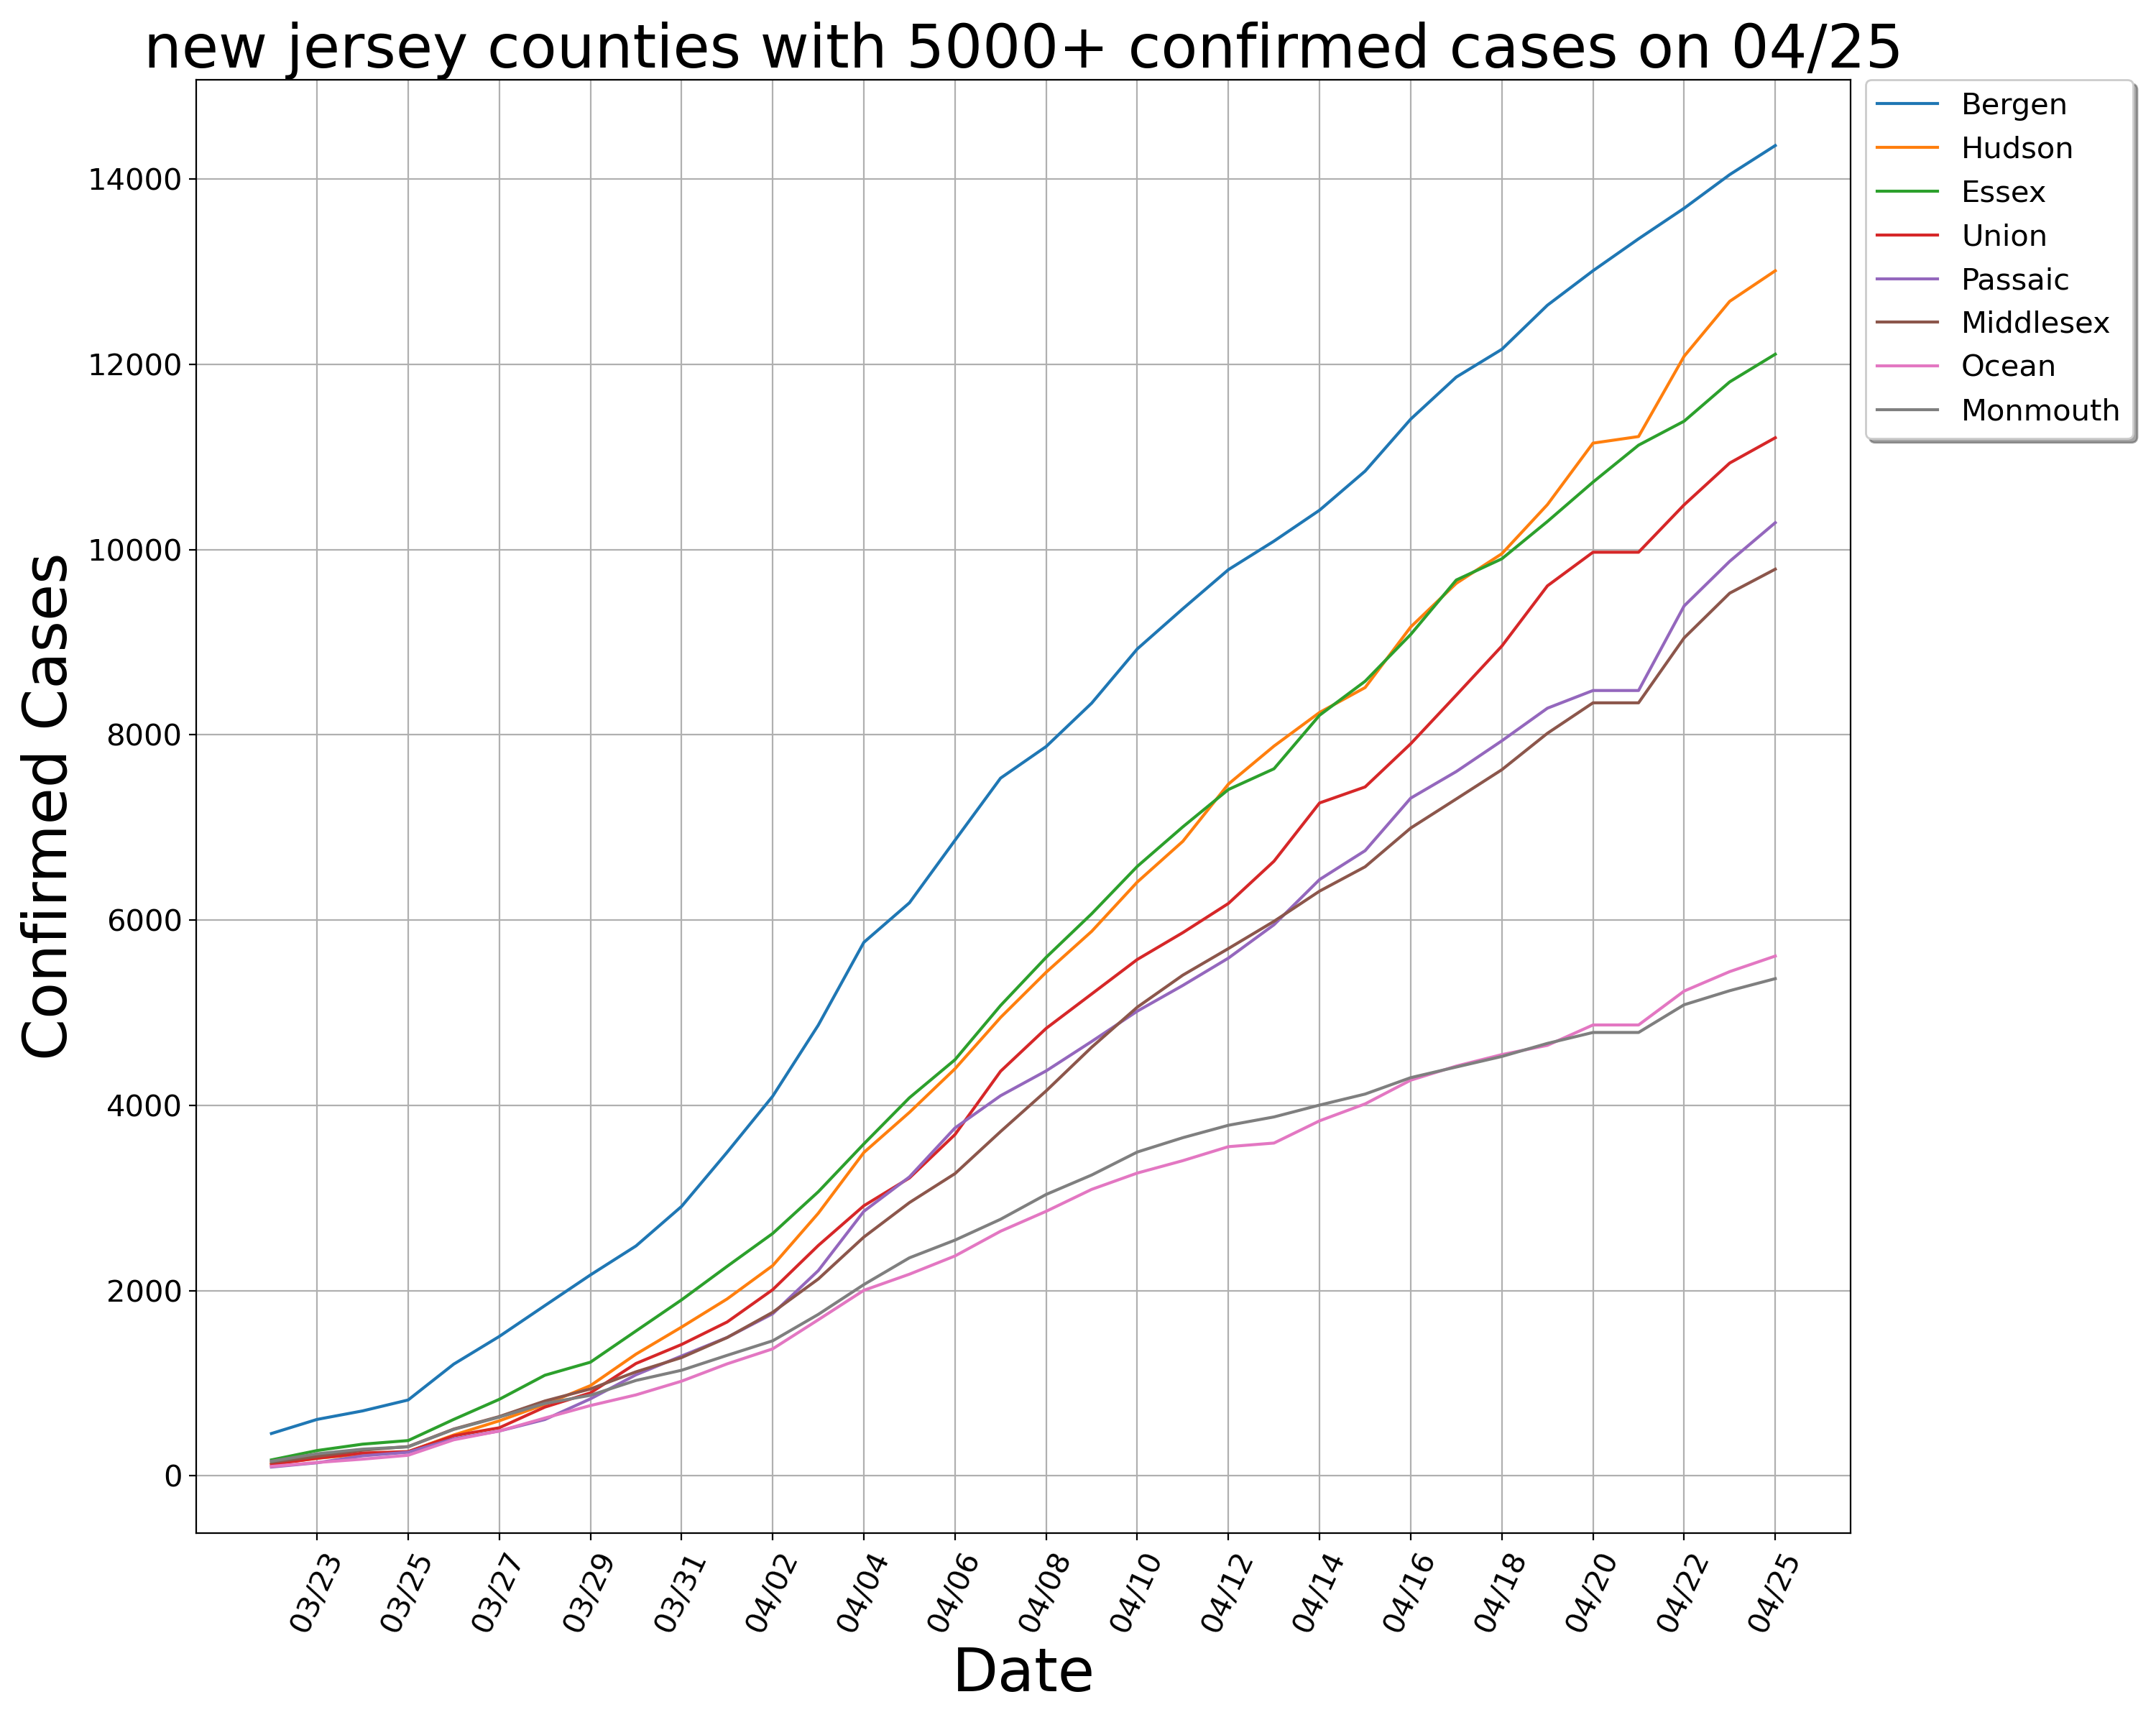 new jersey counties with 5000+ confirmed cases on 04/25
Bergen
Hudson
Essex
Union
Passaic
Middlesex
Ocean
Monmouth
Confirmed Cases
14000
12000
10000
8000
6000
4000
2000
0
03/23
03/25
03/27
03/29
03/31
04/02
04/04
04/06
04/08
04/10
04/12
04/14
04/16
04/18
04/20
04/22
04/25
Date